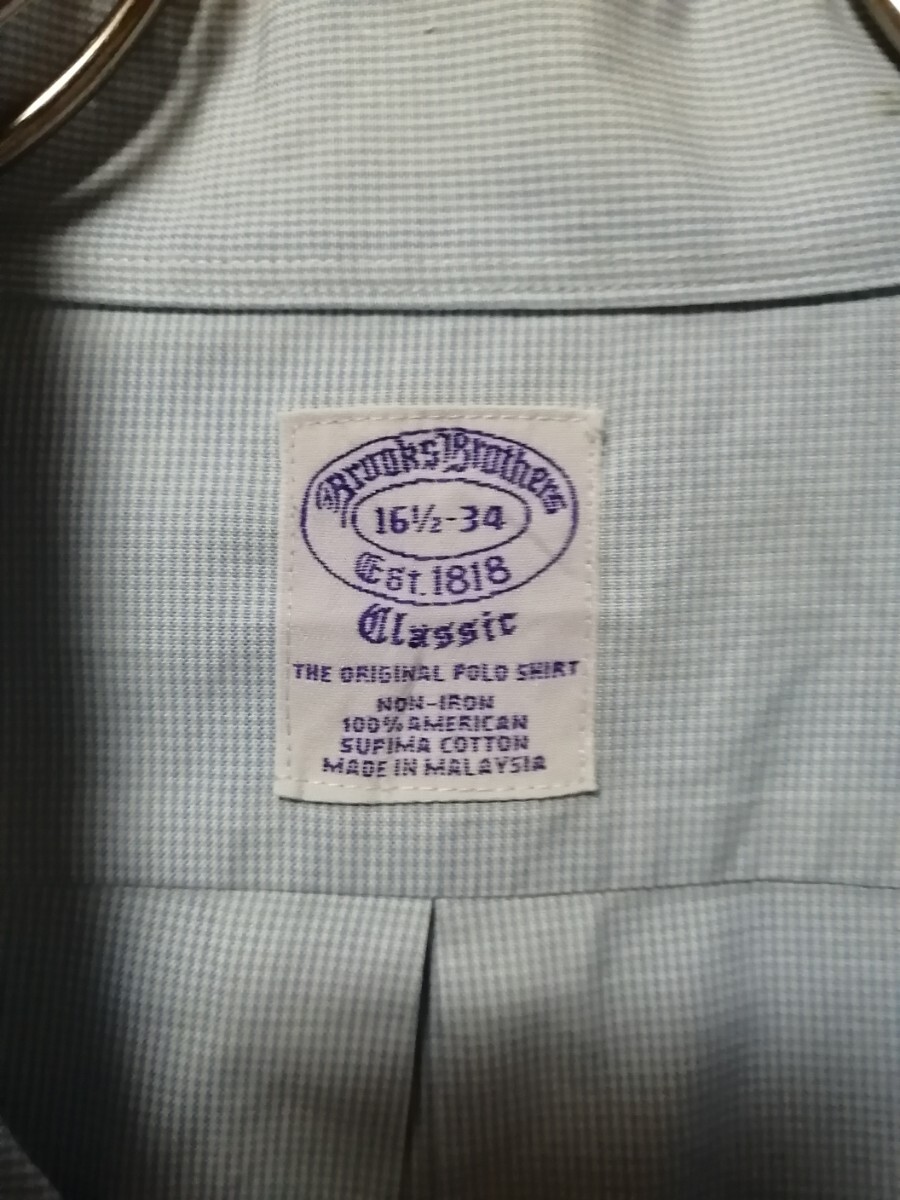 Brooks Brothers
16½-34
Est. 1818
Classic
THE ORIGINAL POLO SHIRT
NON-IRON
100% AMERICAN
SUPIMA COTTON
MADE IN MALAYSIA